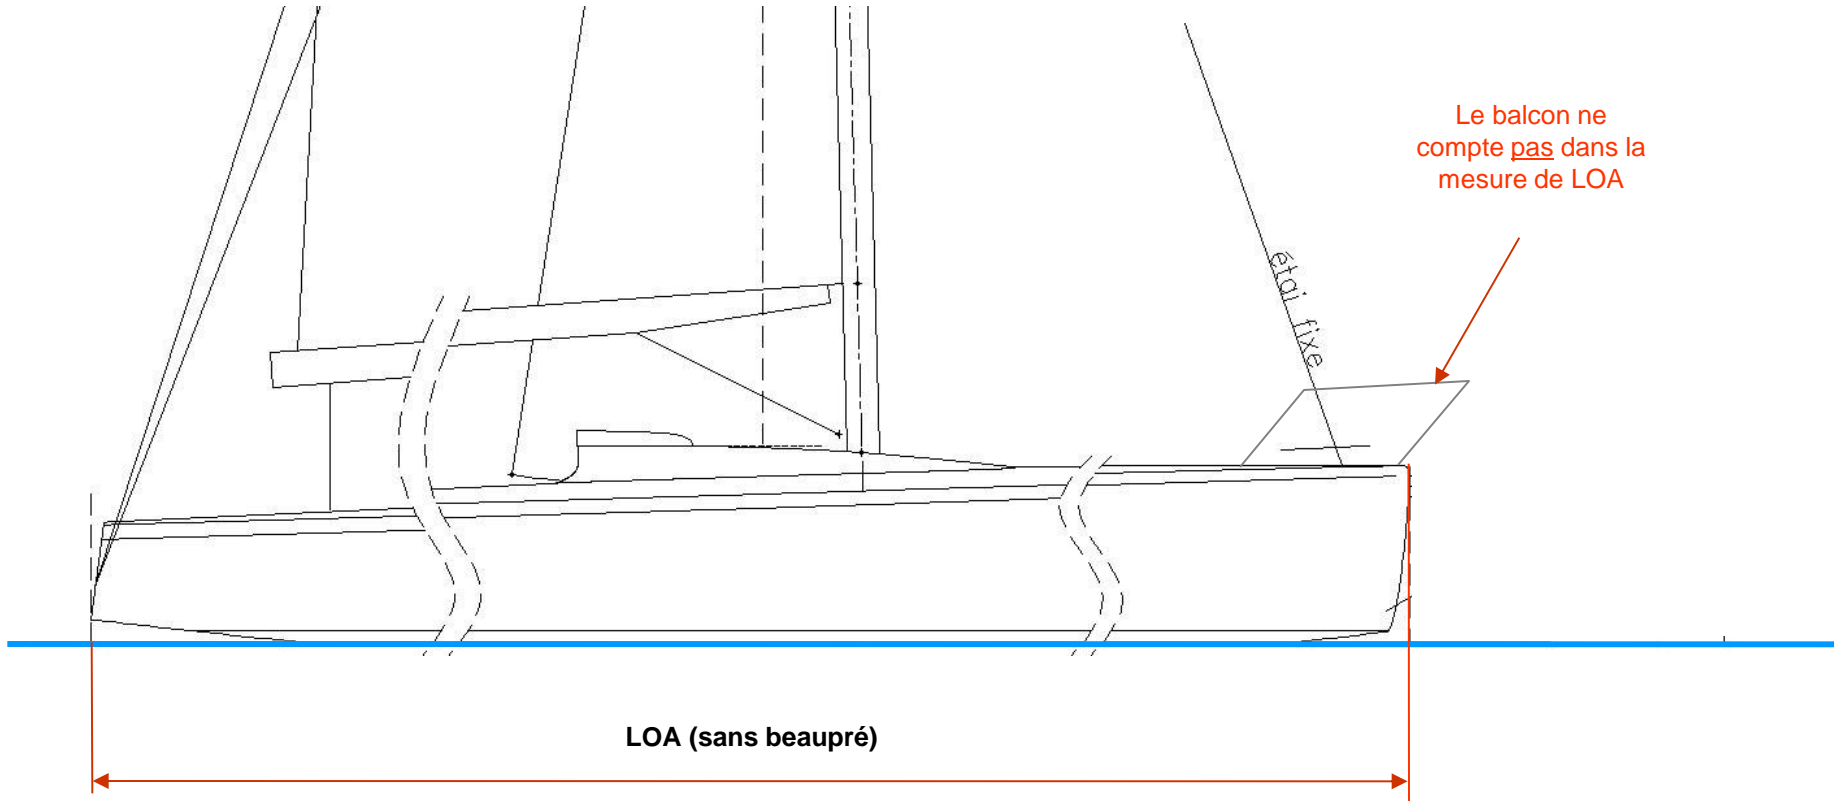 Le balcon ne
compte pas dans la
mesure de LOA
étai fixe
LOA (sans beaupré)